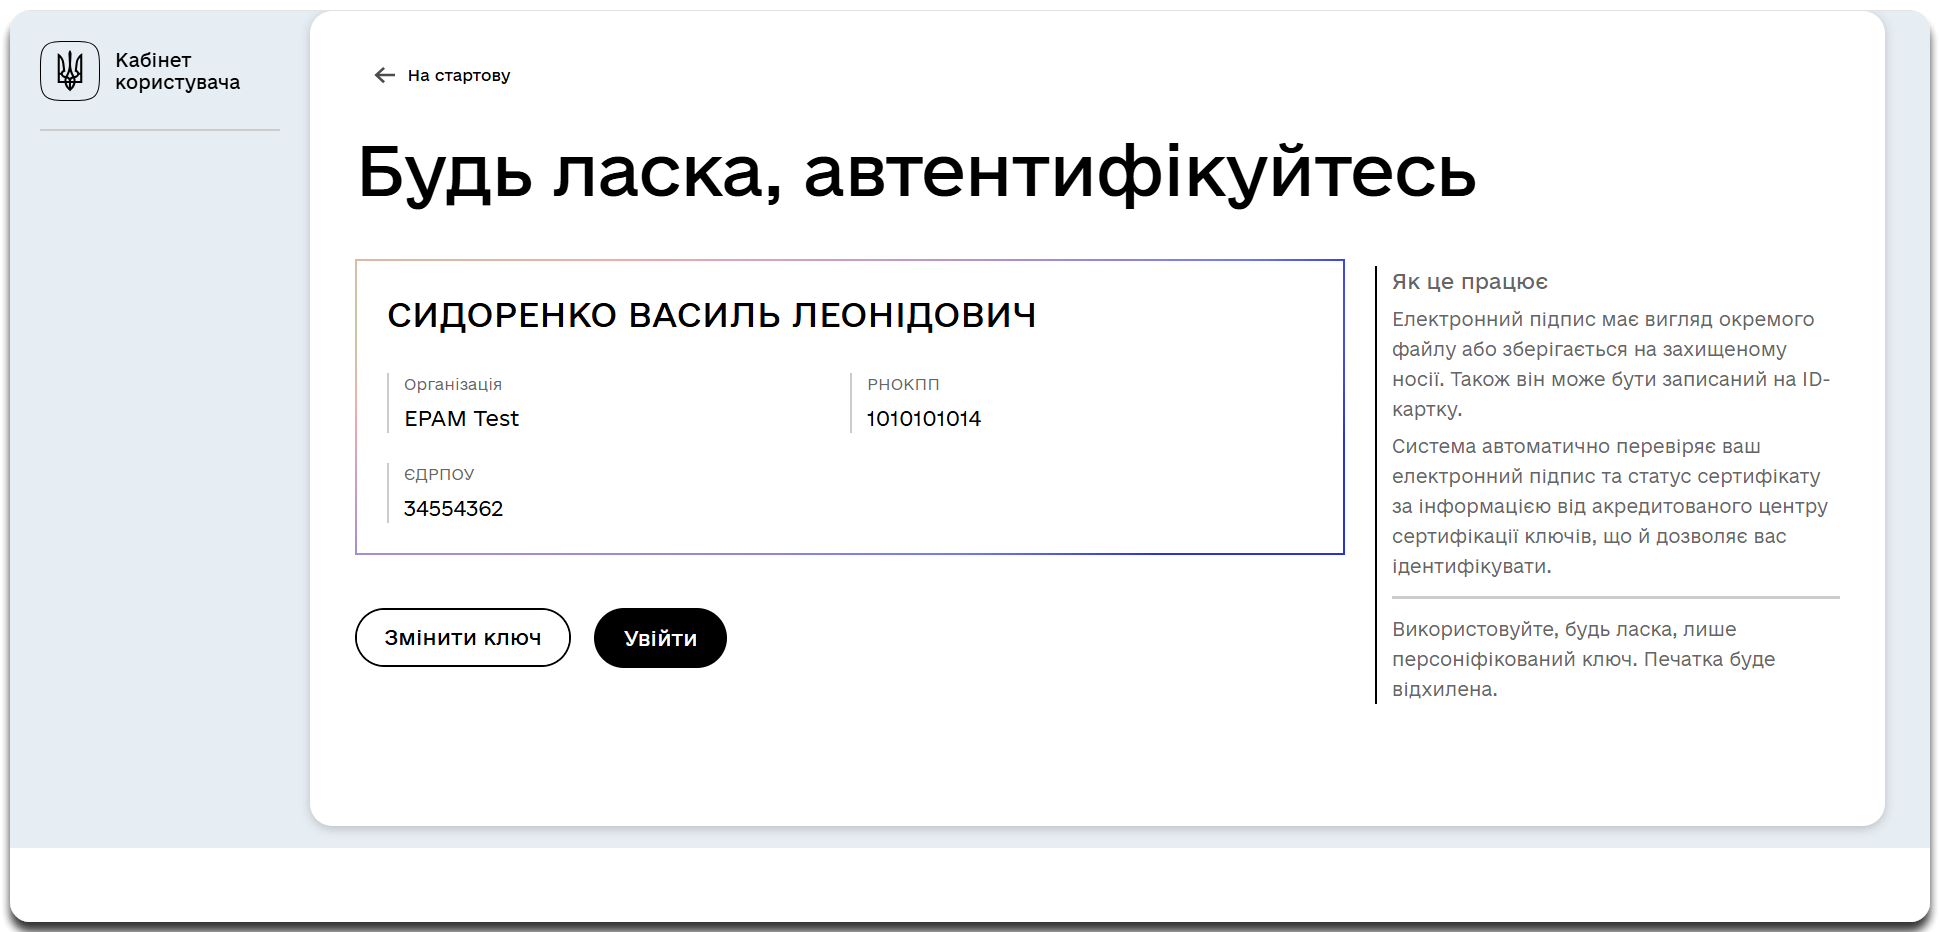 Кабінет
користувача
На стартову
Будь ласка, автентифікуйтесь
СИДОРЕНКО ВАСИЛЬ ЛЕОНІДОВИЧ
Організація
EPAM Test
РНОКПП
1010101014
ЄДРПОУ
34554362
Змінити ключ
Увійти
Як це працює
Електронний підпис має вигляд окремого
файлу або зберігається на захищеному
носії. Також він може бути записаний на ID-
картку.
Система автоматично перевіряє ваш
електронний підпис та статус сертифікату
за інформацією від акредитованого центру
сертифікації ключів, що й дозволяє вас
ідентифікувати.
Використовуйте, будь ласка, лише
персоніфікований ключ. Печатка буде
відхилена.